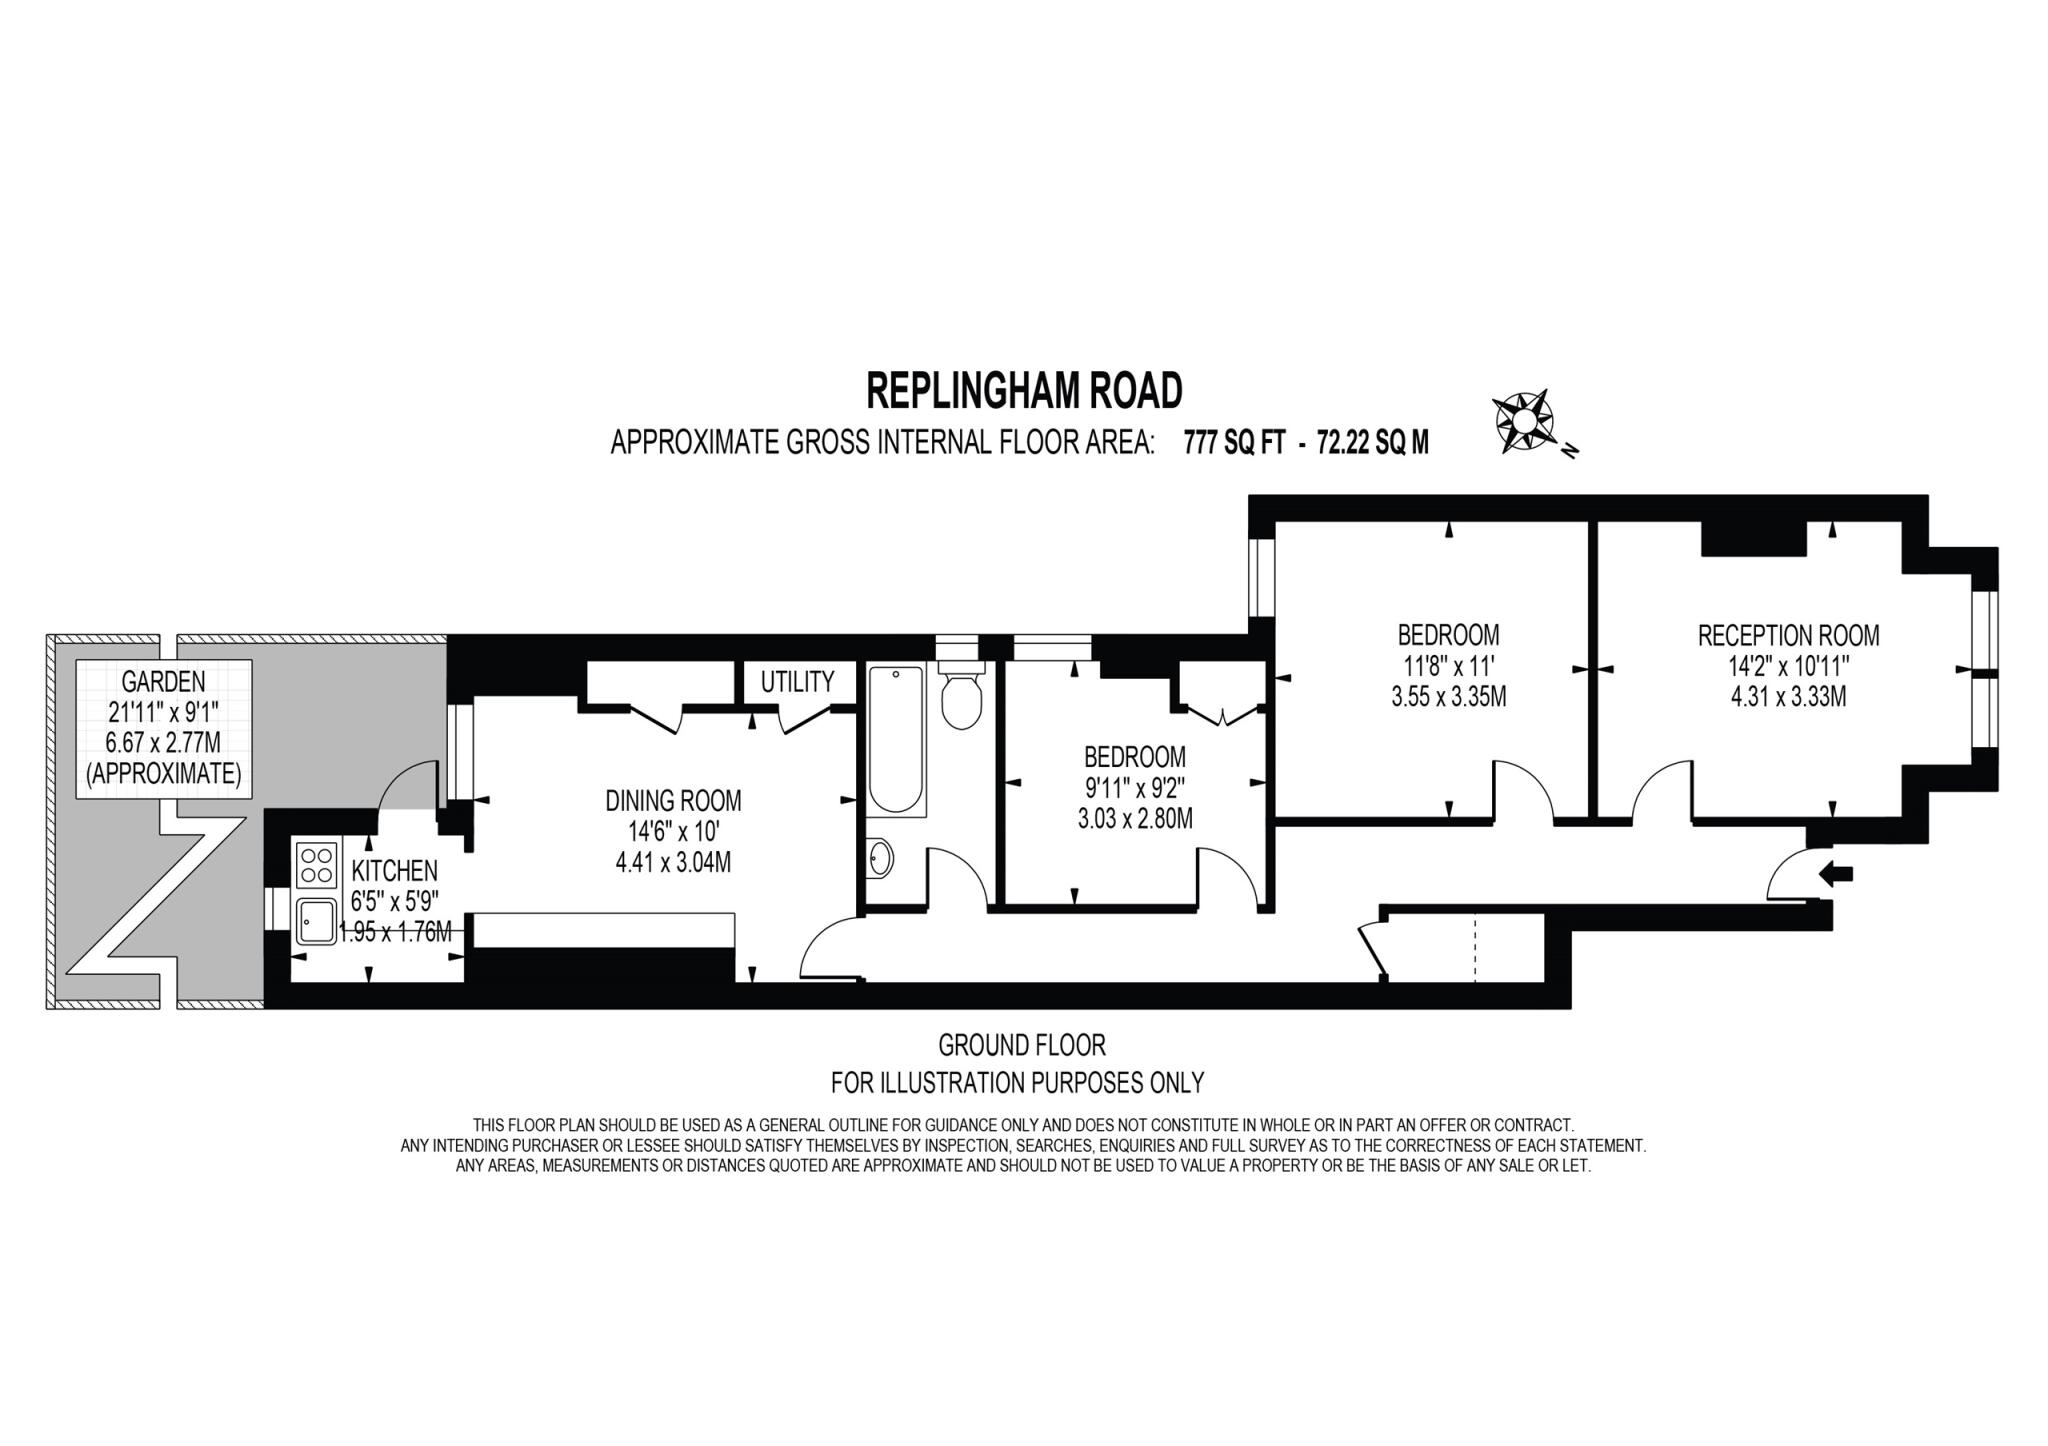 REPLINGHAM ROAD
APPROXIMATE GROSS INTERNAL FLOOR AREA: 777 SQ FT - 72.22 SQ M
N
BEDROOM
11'8" x 11'
3.55 x 3.35M
RECEPTION ROOM
14'2" x 10'11"
4.31 x 3.33M
GARDEN
21'11" x 9'1"
6.67 x 2.77M
(APPROXIMATE)
UTILITY
BEDROOM
9'11" x 9'2"
3.03 x 2.80M
DINING ROOM
14'6" x 10'
4.41 x 3.04M
KITCHEN
6'5" x 5'9"
1.95 x 1.76M
GROUND FLOOR
FOR ILLUSTRATION PURPOSES ONLY
THIS FLOOR PLAN SHOULD BE USED AS A GENERAL OUTLINE FOR GUIDANCE ONLY AND DOES NOT CONSTITUTE IN WHOLE OR IN PART AN OFFER OR CONTRACT.
ANY INTENDING PURCHASER OR LESSEE SHOULD SATISFY THEMSELVES BY INSPECTION, SEARCHES, ENQUIRIES AND FULL SURVEY AS TO THE CORRECTNESS OF EACH STATEMENT.
ANY AREAS, MEASUREMENTS OR DISTANCES QUOTED ARE APPROXIMATE AND SHOULD NOT BE USED TO VALUE A PROPERTY OR BE THE BASIS OF ANY SALE OR LET.